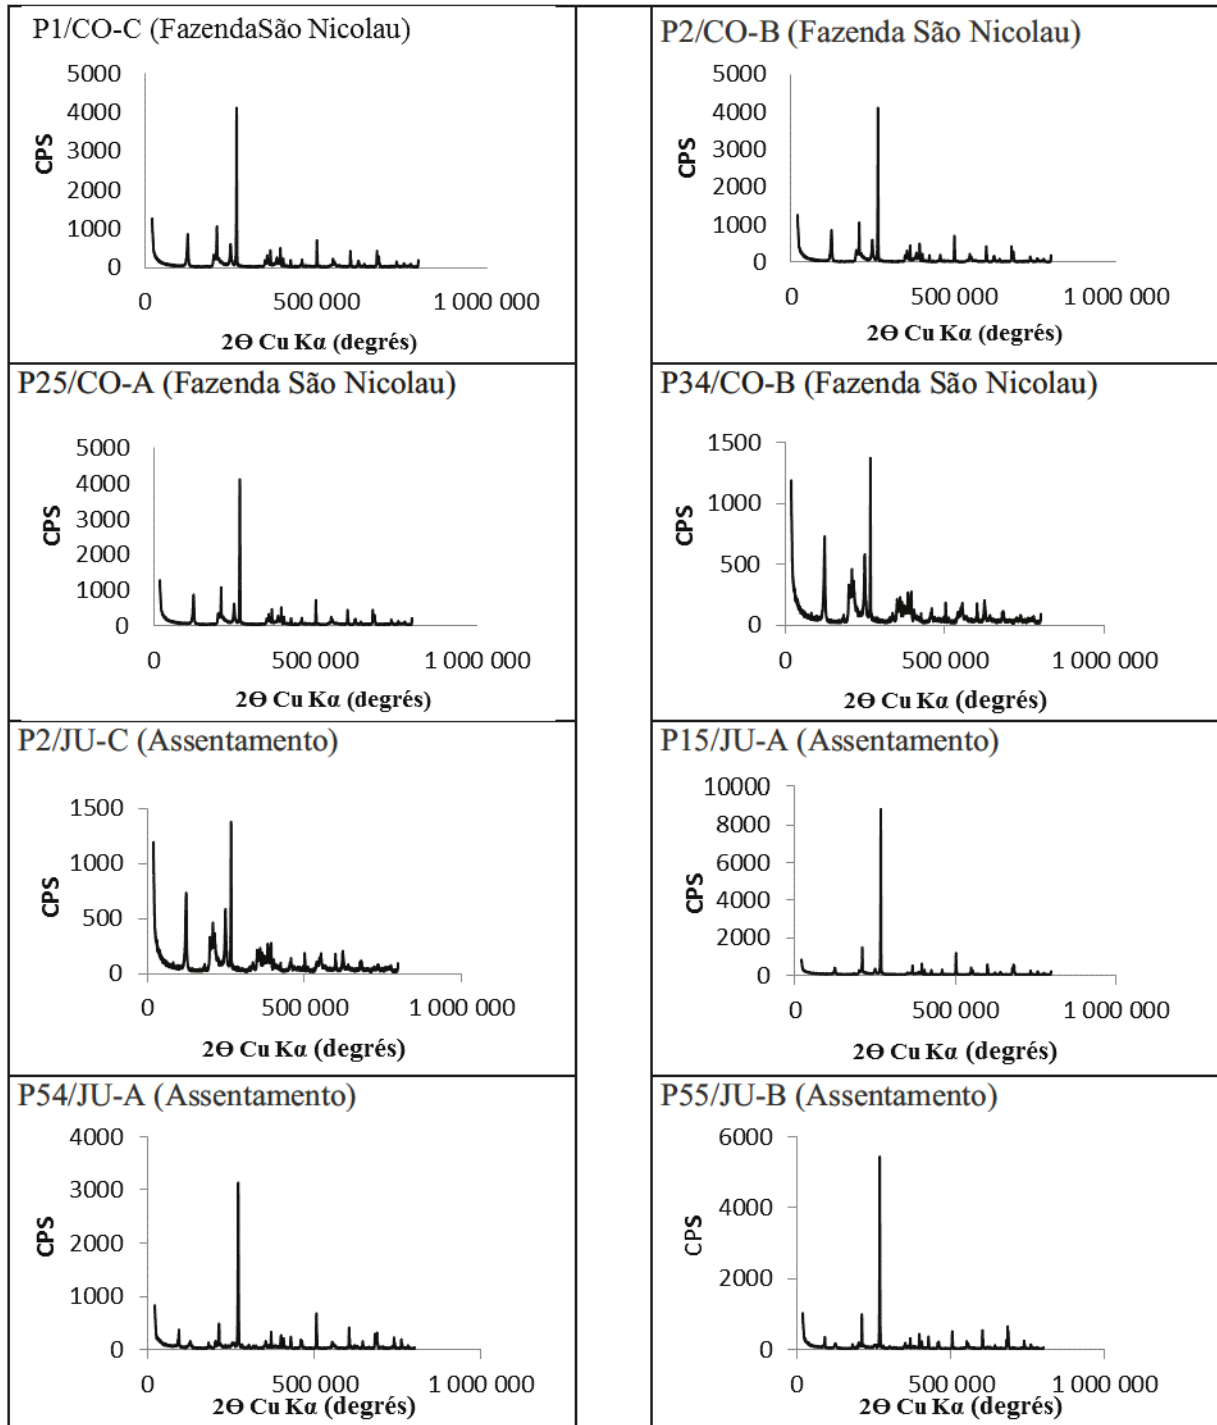 P1/CO-C (FazendaSão Nicolau)
5000
4000
3000
2000
1000
0
CPS
0 500 000 1 000 000
2Ѳ Cu Kα (degrés)
P2/CO-B (Fazenda São Nicolau)
5000
4000
3000
2000
1000
0
CPS
0 500 000 1 000 000
2Ѳ Cu Kα (degrés)
P25/CO-A (Fazenda São Nicolau)
5000
4000
3000
2000
1000
0
CPS
0 500 000 1 000 000
2Ѳ Cu Kα (degrés)
P34/CO-B (Fazenda São Nicolau)
1500
1000
500
0
CPS
0 500 000 1 000 000
2Ѳ Cu Kα (degrés)
P2/JU-C (Assentamento)
1500
1000
500
0
CPS
0 500 000 1 000 000
2Ѳ Cu Kα (degrés)
P15/JU-A (Assentamento)
10000
8000
6000
4000
2000
0
CPS
0 500 000 1 000 000
2Ѳ Cu Kα (degrés)
P54/JU-A (Assentamento)
4000
3000
2000
1000
0
CPS
0 500 000 1 000 000
2Ѳ Cu Kα (degrés)
P55/JU-B (Assentamento)
6000
4000
2000
0
CPS
0 500 000 1 000 000
2Ѳ Cu Kα (degrés)